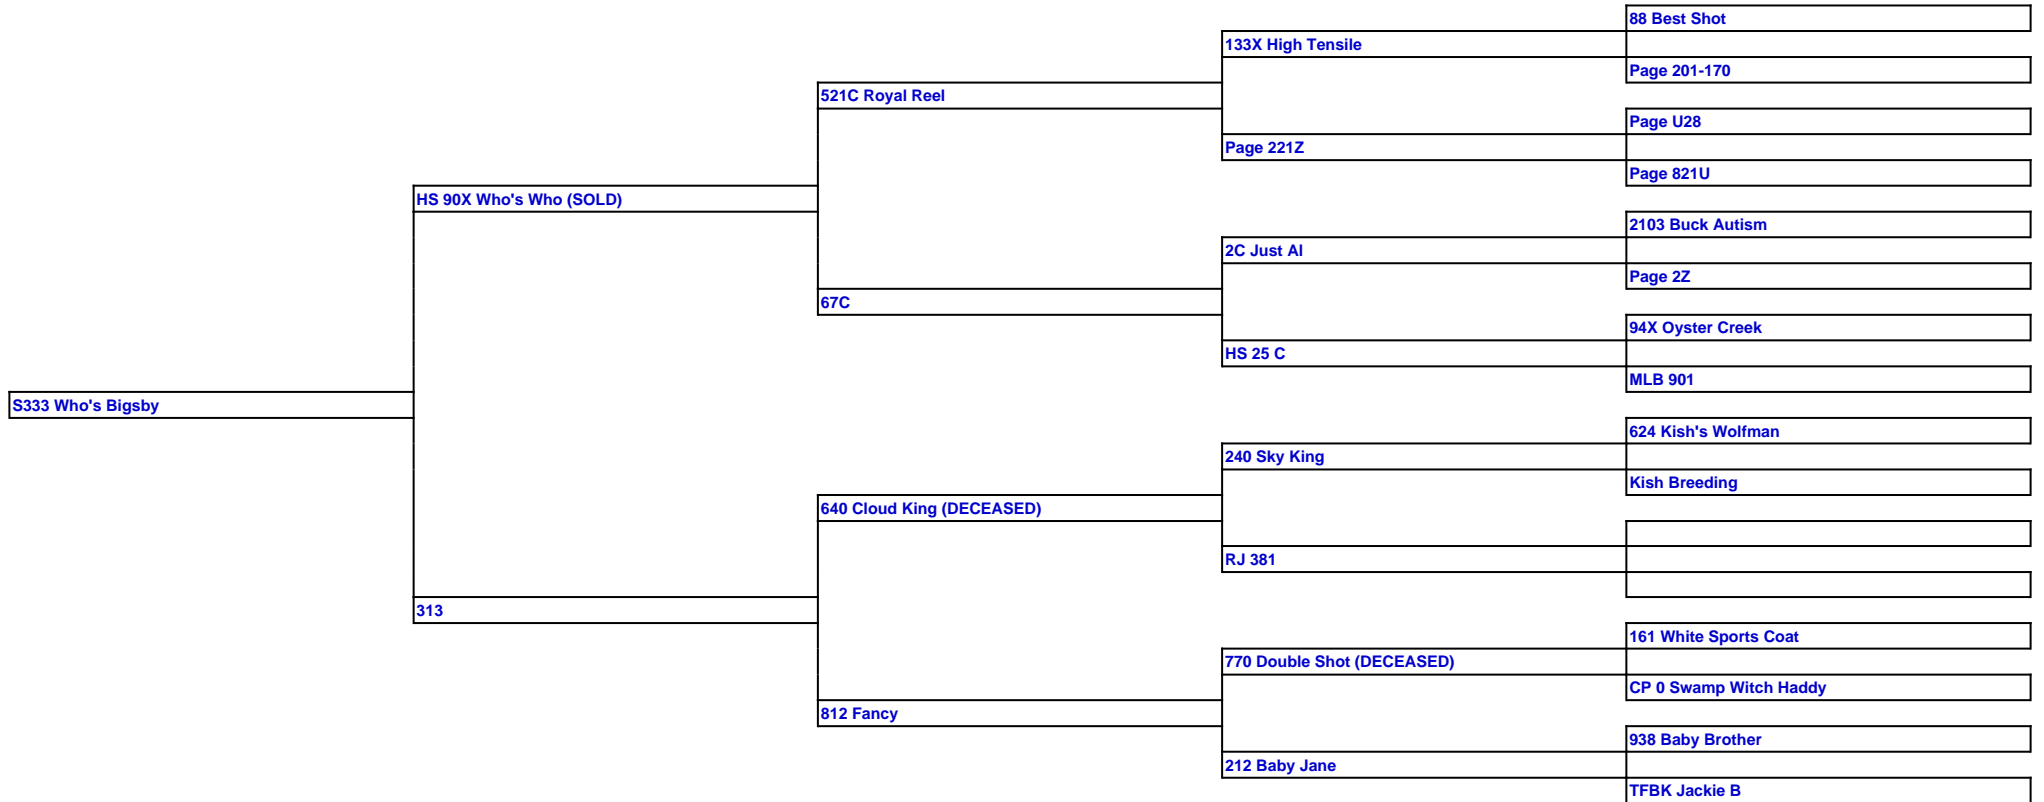 88 Best Shot
133X High Tensile
Page 201-170
521C Royal Reel
Page U28
Page 221Z
Page 821U
HS 90X Who's Who (SOLD)
2103 Buck Autism
2C Just AI
Page 2Z
67C
94X Oyster Creek
HS 25 C
MLB 901
S333 Who's Bigsby
624 Kish's Wolfman
240 Sky King
Kish Breeding
640 Cloud King (DECEASED)
RJ 381
313
161 White Sports Coat
770 Double Shot (DECEASED)
CP 0 Swamp Witch Haddy
812 Fancy
938 Baby Brother
212 Baby Jane
TFBK Jackie B